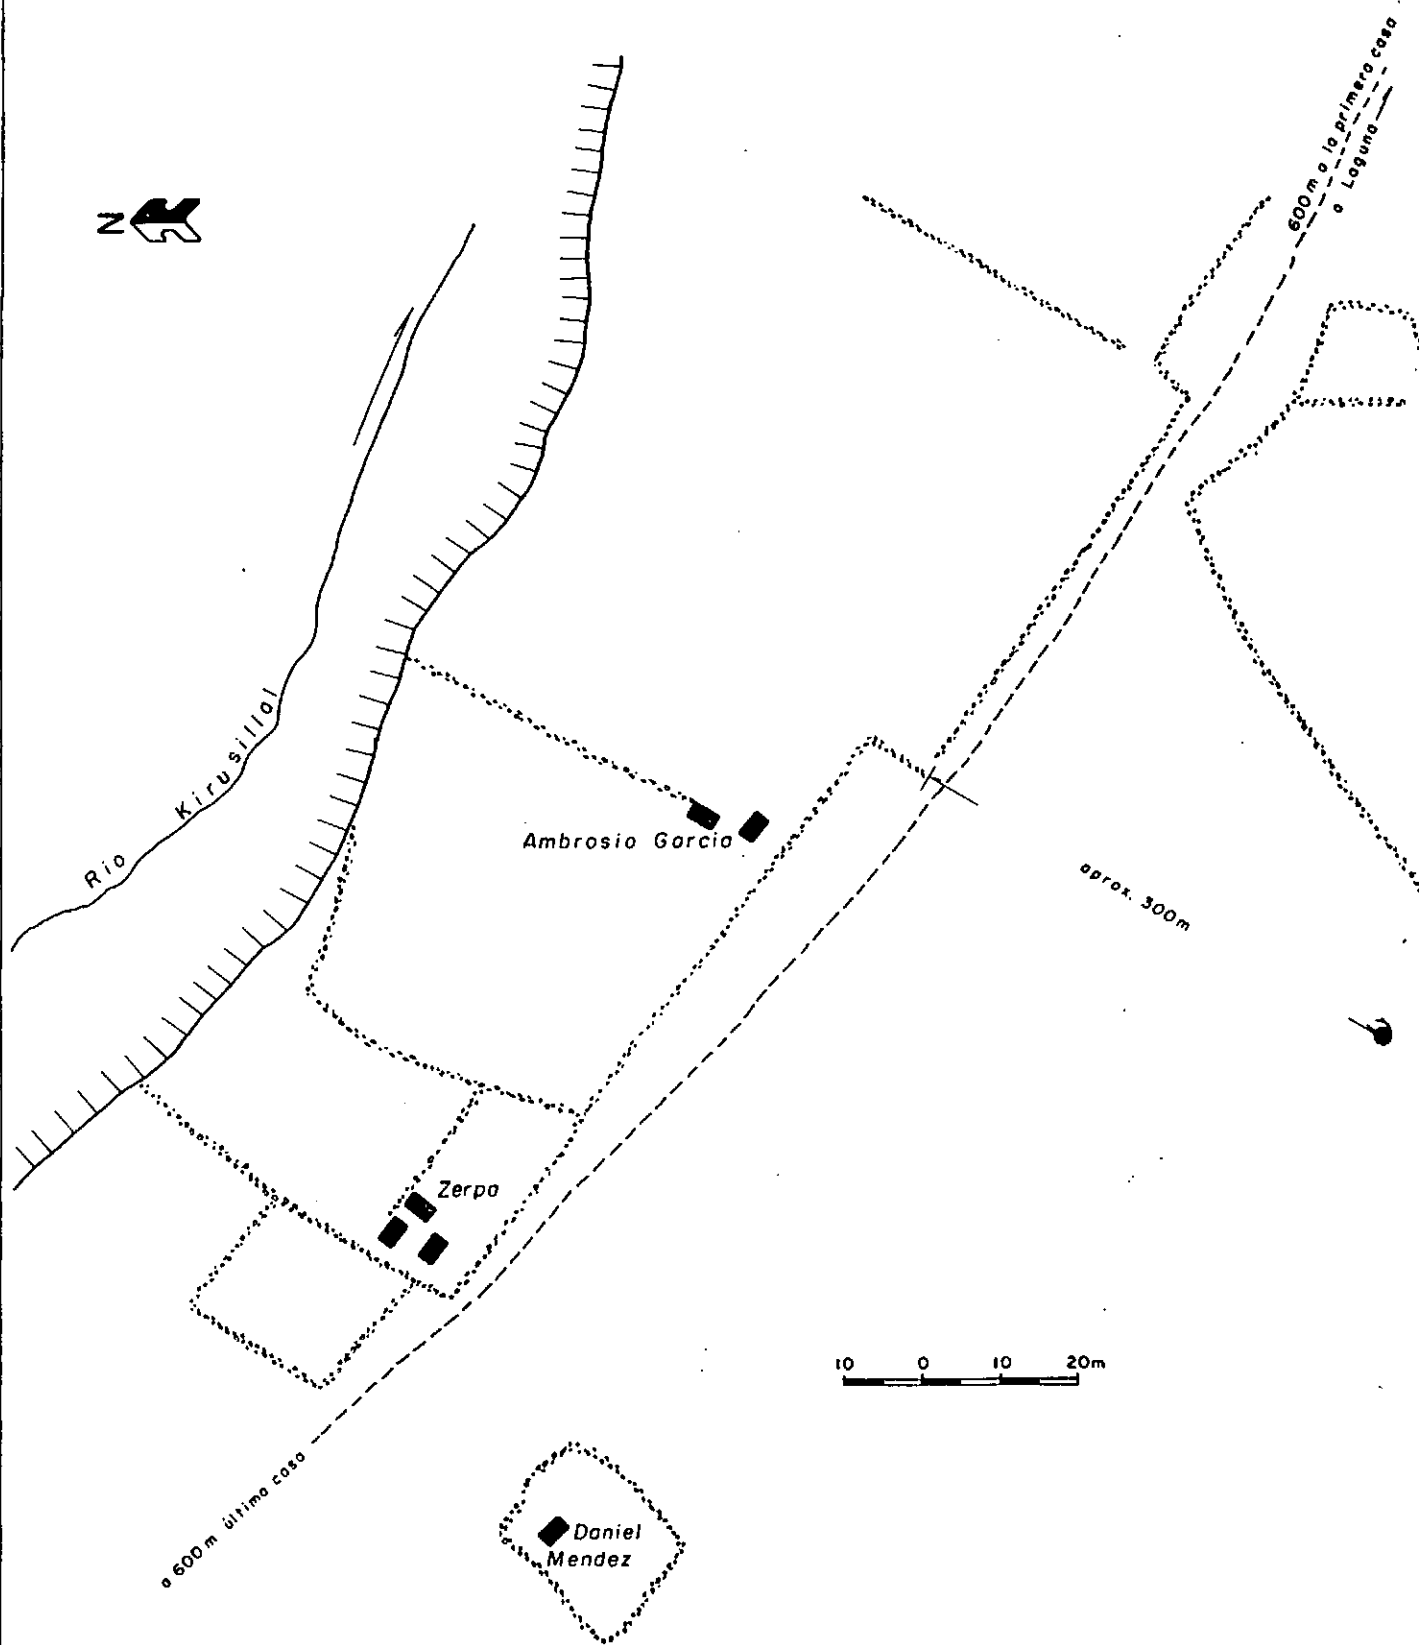 600m a la primera casa
a Laguna
N
Rio Kirusillal
Ambrosio Garcia
aprox. 300m
Zerpa
10 0 10 20m
a 600m última casa
Daniel
Mendez